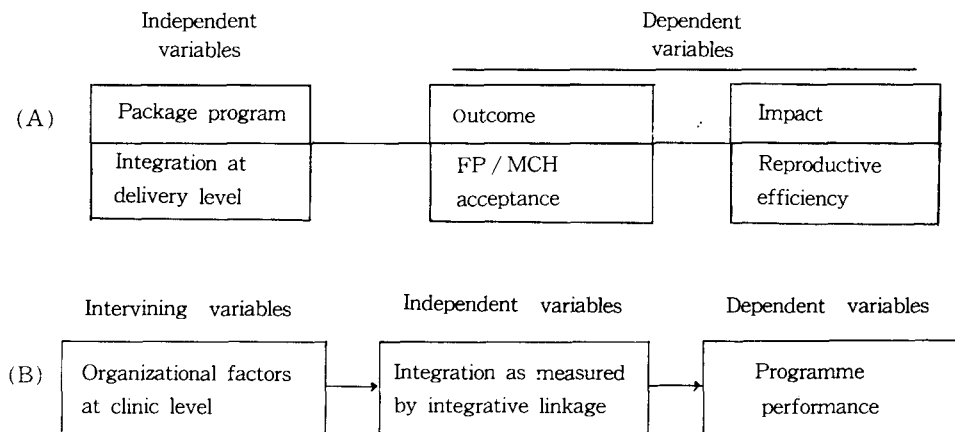 Independent
variables
Dependent
variables
(A)
Package program
Integration at
delivery level
Outcome
FP / MCH
acceptance
Impact
Reproductive
efficiency
Intervining variables
Independent variables
Dependent variables
(B)
Organizational factors
at clinic level
Integration as measured
by integrative linkage
Programme
performance